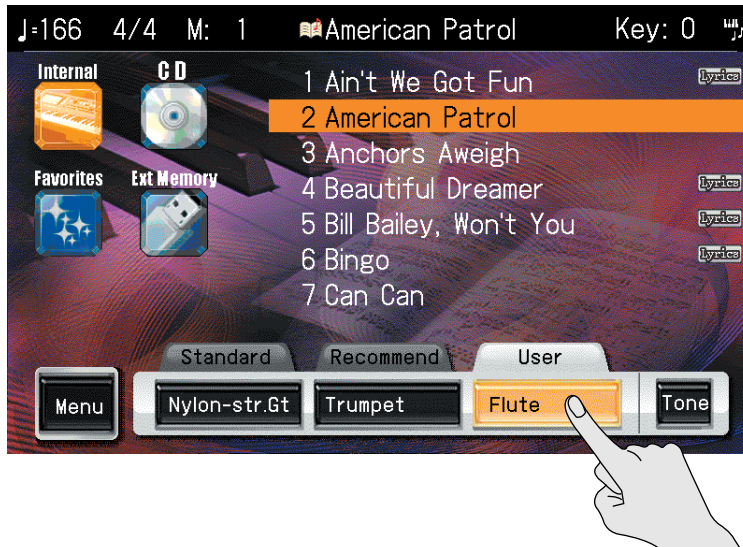 ♩=166 4/4 M: 1 American Patrol Key: 0
Internal
CD
Favorites
Ext Memory
1 Ain't We Got Fun Lyrics
2 American Patrol
3 Anchors Aweigh
4 Beautiful Dreamer Lyrics
5 Bill Bailey, Won't You Lyrics
6 Bingo Lyrics
7 Can Can
Standard Recommend User
Menu Nylon-str.Gt Trumpet Flute Tone